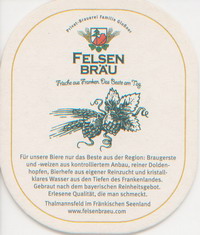 Privat-Brauerei Familie Gloßner
FELSEN
BRÄU
Frische aus Franken. Das Beste am Tag.
Für unsere Biere nur das Beste aus der Region: Braugerste
und -weizen aus kontrolliertem Anbau, reiner Dolden-
hopfen, Bierhefe aus eigener Reinzucht und kristall-
klares Wasser aus den Tiefen des Frankenlandes.
Gebraut nach dem bayerischen Reinheitsgebot.
Erlesene Qualität, die man schmeckt.
Thalmannsfeld im Fränkischen Seenland
www.felsenbraeu.com